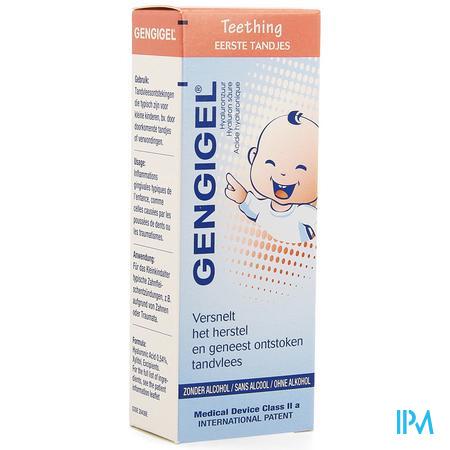 Teething
EERSTE TANDJES
GENGIGEL®
Hyaluronzuur
Hyaluron säure
Acide hyaluronique
Versnelt
het herstel
en geneest ontstoken
tandvlees
ZONDER ALCOHOL / SANS ALCOOL / OHNE ALKOHOL
Medical Device Class II a
INTERNATIONAL PATENT
GENGIGEL®
Gebruik:
Tandvleesontstekingen
die typisch zijn voor
kleine kinderen, bv. door
doorkomende tandjes
of verwondingen.
Usage:
Inflammations
gingivales typiques de
l'enfance, comme
celles causées par les
poussées de dents ou
les traumatismes.
Anwendung:
Für das Kleinkindalter
typische Zahnflei-
schentzündungen, z.B.
aufgrund von Zahnen
oder Traumata.
Formula:
Hyaluronic Acid 0,54%,
Xylitol, Excipients.
For the full list of ingre-
dients, see the patient
information leaflet
IPM